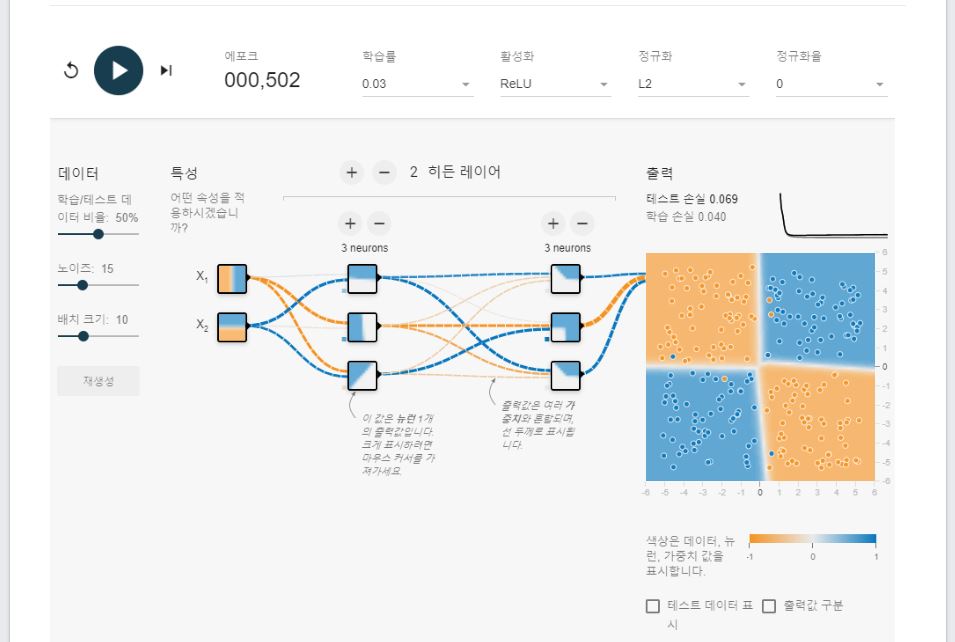 에포크
000,502
학습률
0.03
활성화
ReLU
정규화
L2
정규화율
0
데이터
학습/테스트 데
이터 비율: 50%
노이즈: 15
배치 크기: 10
재생성
특성
어떤 속성을 적
용하시겠습니
까?
X1
X2
+ − 2 히든 레이어
+ −
3 neurons
+ −
3 neurons
이 값은 뉴런 1개
의 출력값입니다.
크게 표시하려면
마우스 커서를 가
져가세요.
출력값은 여러 가
중치와 혼합되며,
선 두께로 표시됩
니다.
출력
테스트 손실 0.069
학습 손실 0.040
6
5
4
3
2
1
0
-1
-2
-3
-4
-5
-6
-6 -5 -4 -3 -2 -1 0 1 2 3 4 5 6
색상은 데이터, 뉴
런, 가중치 값을
표시합니다.
-1 0 1
테스트 데이터 표
시
출력값 구분